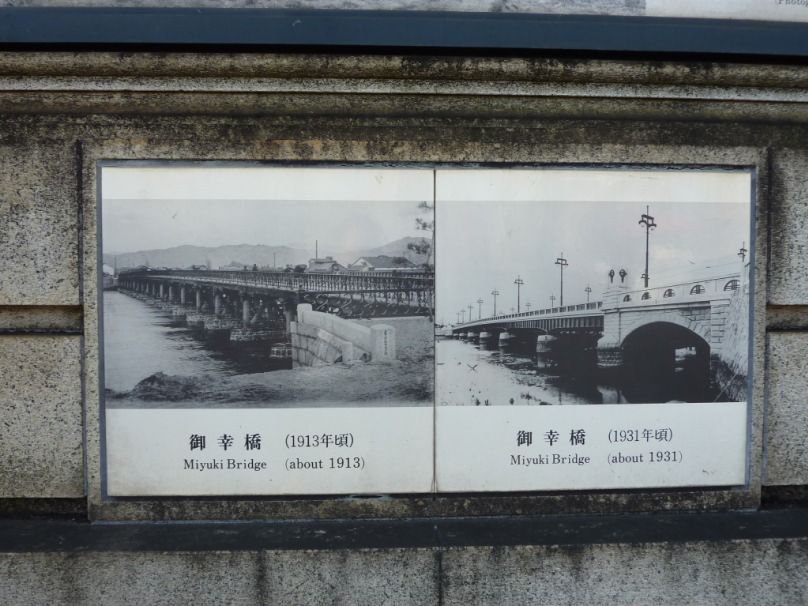 (Photog
御幸橋 (1913年頃)
Miyuki Bridge (about 1913)
御幸橋 (1931年頃)
Miyuki Bridge (about 1931)